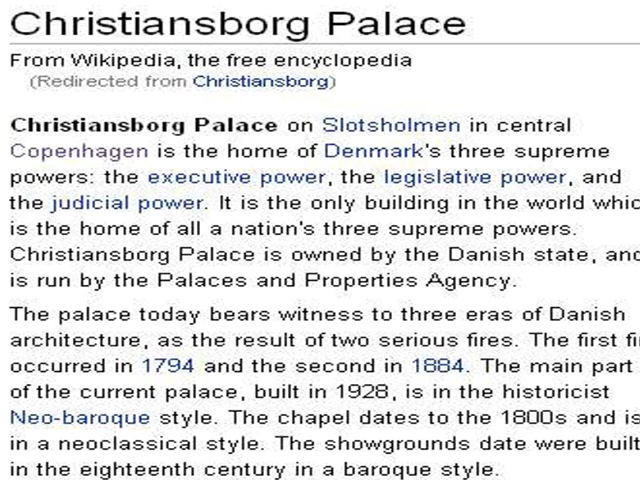 Christiansborg Palace
From Wikipedia, the free encyclopedia
(Redirected from Christiansborg)
Christiansborg Palace on Slotsholmen in central
Copenhagen is the home of Denmark's three supreme
powers: the executive power, the legislative power, and
the judicial power. It is the only building in the world whic
is the home of all a nation's three supreme powers.
Christiansborg Palace is owned by the Danish state, and
is run by the Palaces and Properties Agency.
The palace today bears witness to three eras of Danish
architecture, as the result of two serious fires. The first fi
occurred in 1794 and the second in 1884. The main part
of the current palace, built in 1928, is in the historicist
Neo-baroque style. The chapel dates to the 1800s and is
in a neoclassical style. The showgrounds date were built
in the eighteenth century in a baroque style.